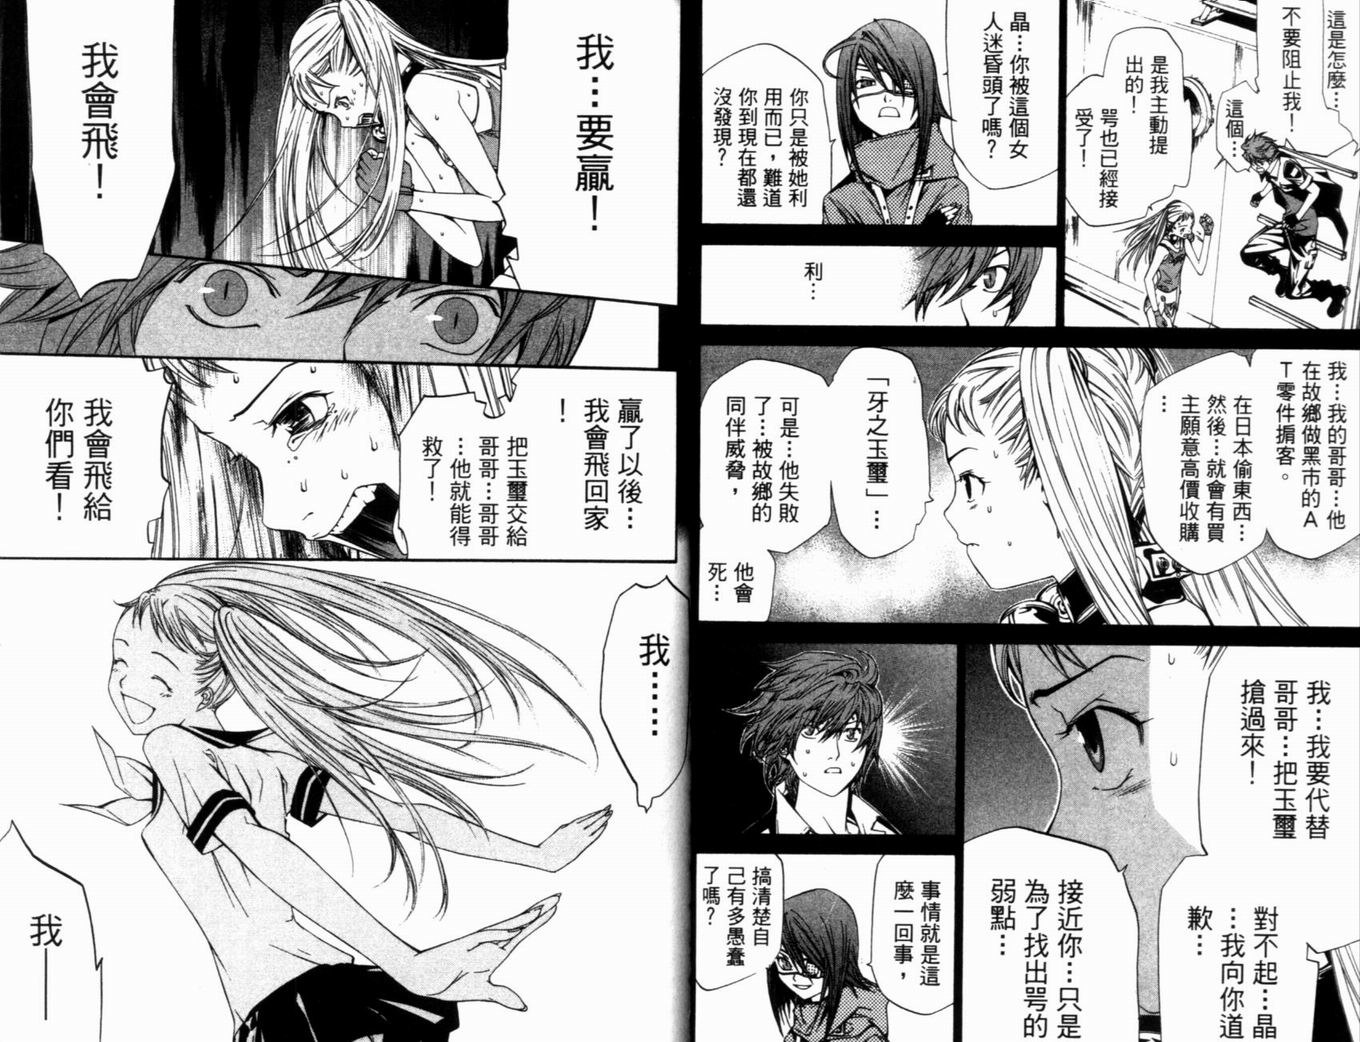 這是怎麼…
不要阻止我！
這個…
是我主動提
出的！
咢也已經接
受了！
晶…你被這個女
人迷昏頭了嗎？
你只是被她利
用而已，難道
你到現在都還
沒發現？
利…
我…我的哥哥…他
在故鄉做黑市的Ａ
Ｔ零件掮客。
在日本偷東西…
然後…就會有買
主願意高價收購
…
「牙之玉璽」…
可是…他失敗
了…被故鄉的
同伴威脅，
他會
死…
我…我要代替
哥哥…把玉璽
搶過來！
對不起…晶
…我向你道
歉…
接近你…只是
為了找出咢的
弱點…
事情就是這
麼一回事，
搞清楚自
己有多愚蠢
了嗎？
我…要贏！
我會飛！
贏了以後…
我會飛回家
！
把玉璽交給
哥哥…哥哥
…他就能得
救了！
我會飛給
你們看！
我……
我——